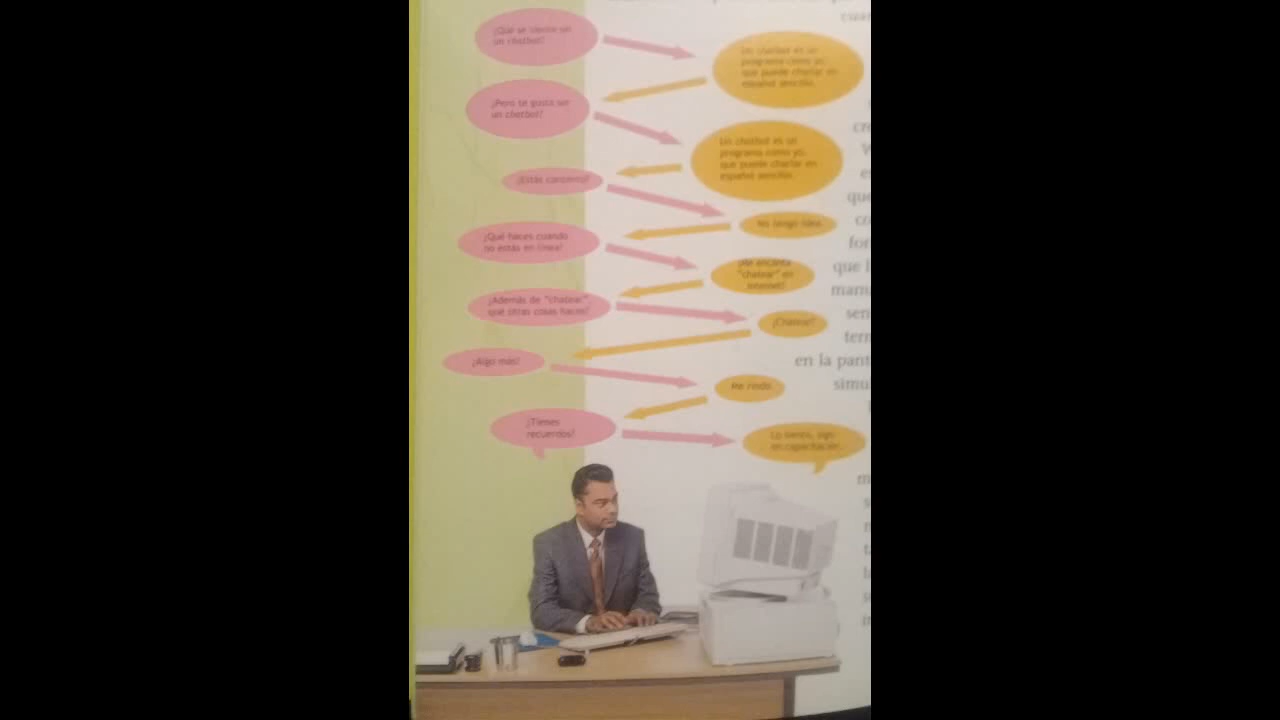 ¿Qué se siente ser
un chatbot?
Un chatbot es un
programa como yo,
que puede charlar en
español sencillo.
¿Pero te gusta ser
un chatbot?
Un chatbot es un
programa como yo,
que puede charlar en
español sencillo.
¿Estás contento?
No tengo idea.
¿Qué haces cuando
no estás en línea?
¡Me encanta
"chatear" en
internet!
¿Además de "chatear",
qué otras cosas haces?
¿Chatear?
¿Algo más?
Me rindo.
¿Tienes
recuerdos?
Lo siento, sigo
en capacitación.
que
que l
en la pant